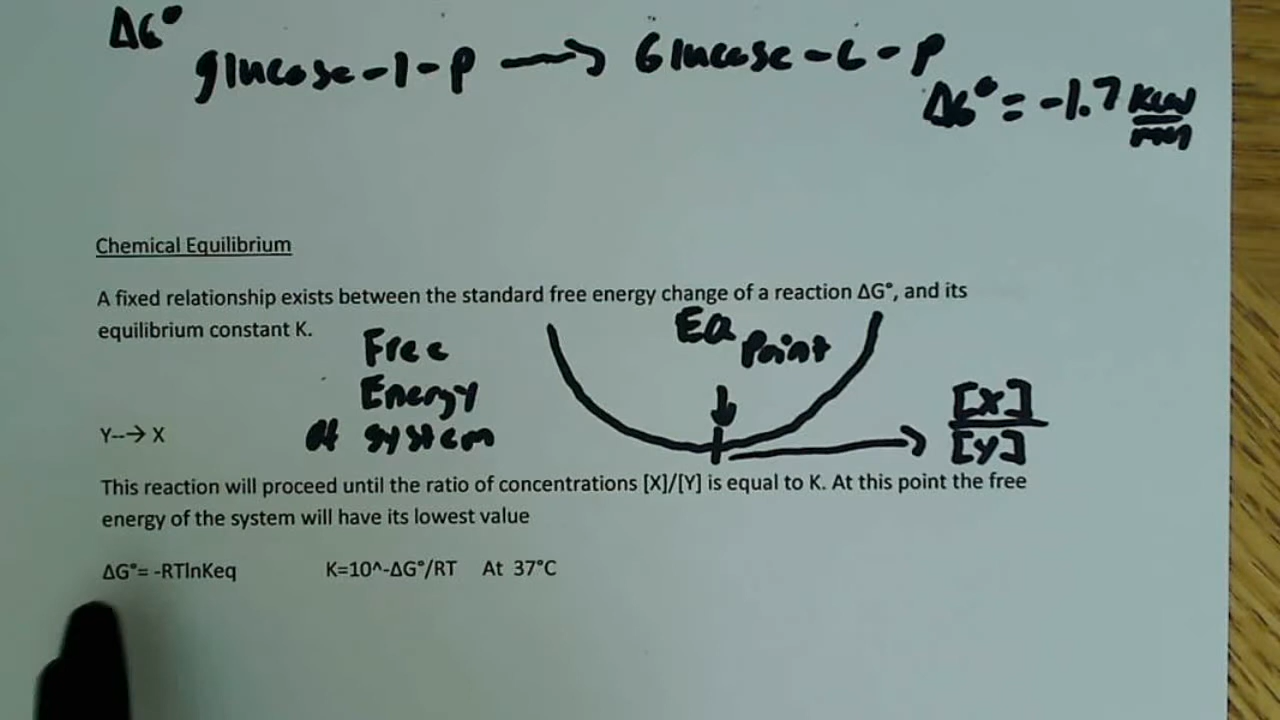 ΔG°
glucose-1-P → Glucose-6-P
ΔG° = -1.7 kcal/mol
Chemical Equilibrium
A fixed relationship exists between the standard free energy change of a reaction ΔG°, and its
equilibrium constant K.
Free
Energy
of system
EQ
Point
[X]
[Y]
Y--→ X
This reaction will proceed until the ratio of concentrations [X]/[Y] is equal to K. At this point the free
energy of the system will have its lowest value
ΔG°= -RTlnKeq K=10^-ΔG°/RT At 37°C